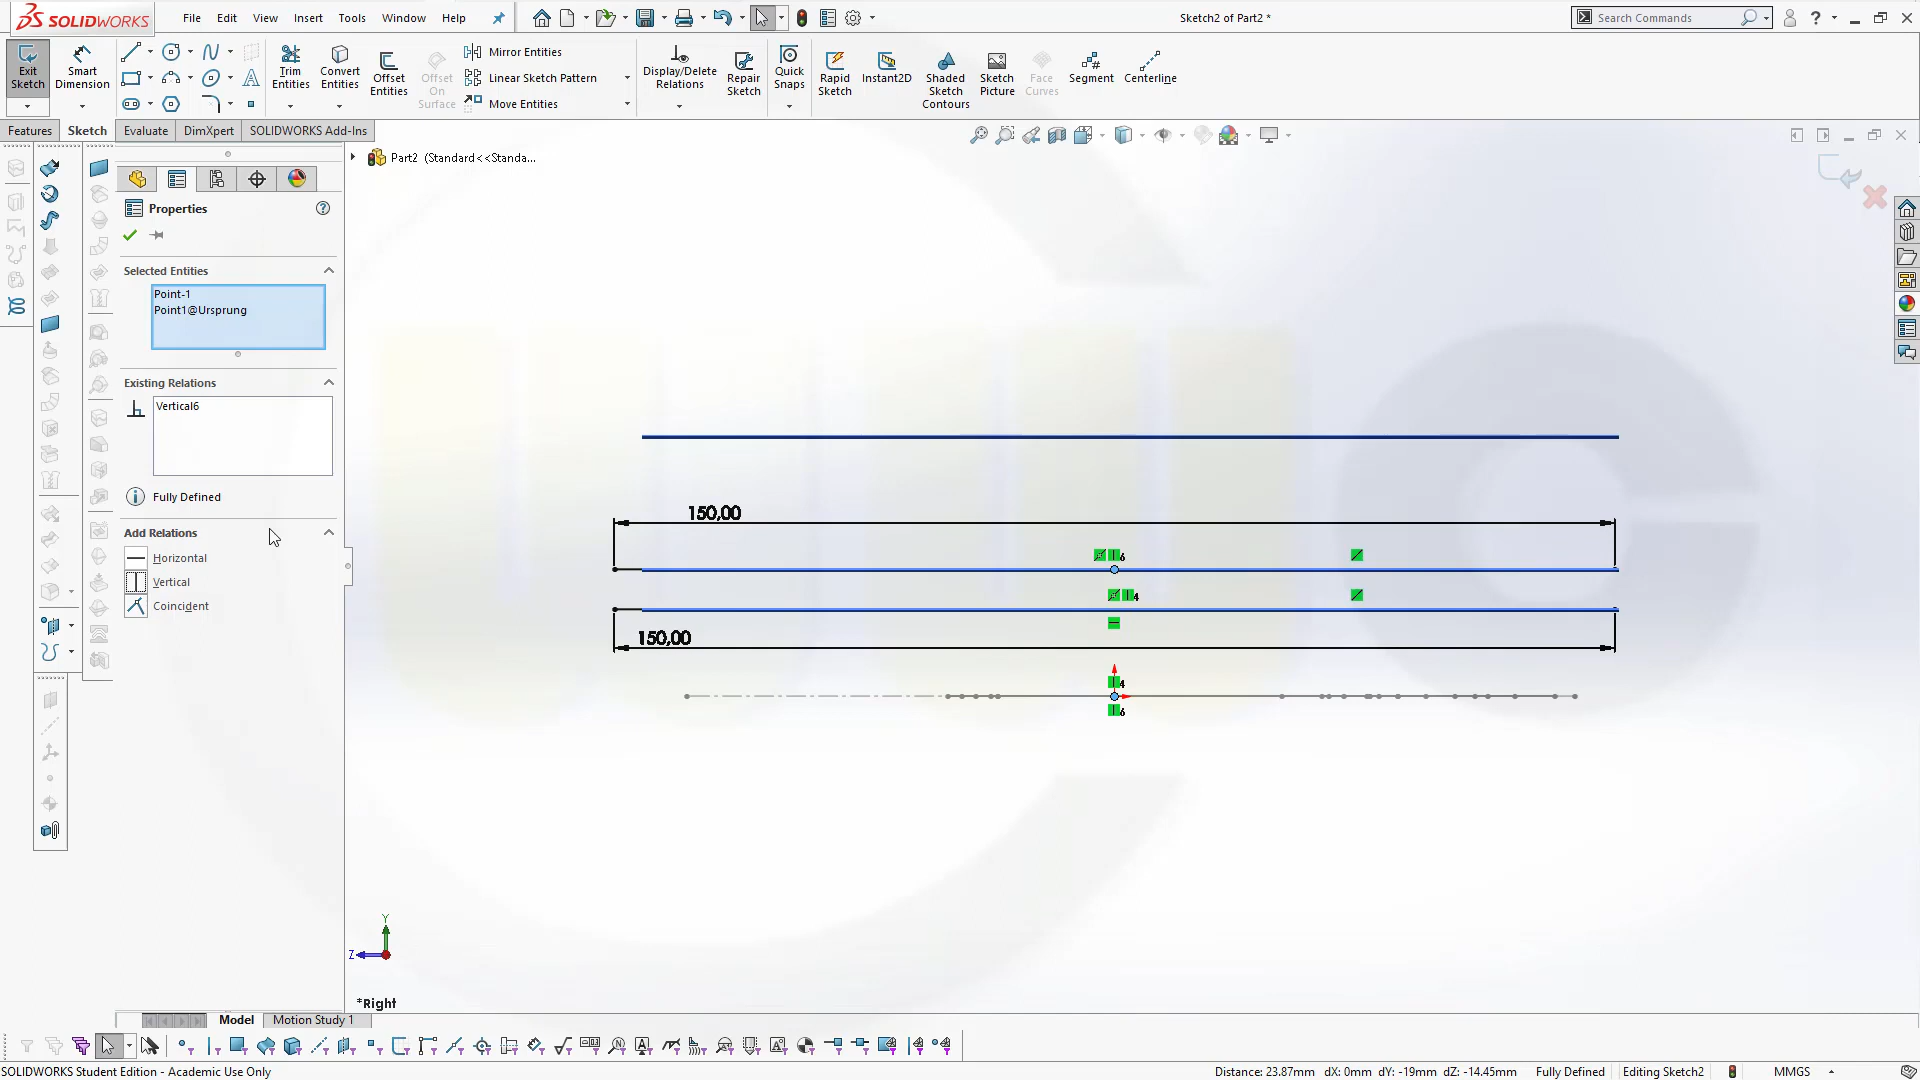 SOLIDWORKS File Edit View Insert Tools Window Help Sketch2 of Part2 * Search Commands
Exit Sketch
Smart Dimension
Trim Entities
Convert Entities
Offset Entities
Offset On Surface
Mirror Entities
Linear Sketch Pattern
Move Entities
Display/Delete Relations
Repair Sketch
Quick Snaps
Rapid Sketch
Instant2D
Shaded Sketch Contours
Sketch Picture
Face Curves
Segment
Centerline
Features Sketch Evaluate DimXpert SOLIDWORKS Add-Ins
Part2 (Standard<<Standa...
Properties
Selected Entities
Point-1
Point1@Ursprung
Existing Relations
Vertical6
Fully Defined
Add Relations
Horizontal
Vertical
Coincident
150,00
6
4
150,00
4
6
Y
Z
*Right
Model Motion Study 1
SOLIDWORKS Student Edition - Academic Use Only Distance: 23.87mm dX: 0mm dY: -19mm dZ: -14.45mm Fully Defined Editing Sketch2 MMGS